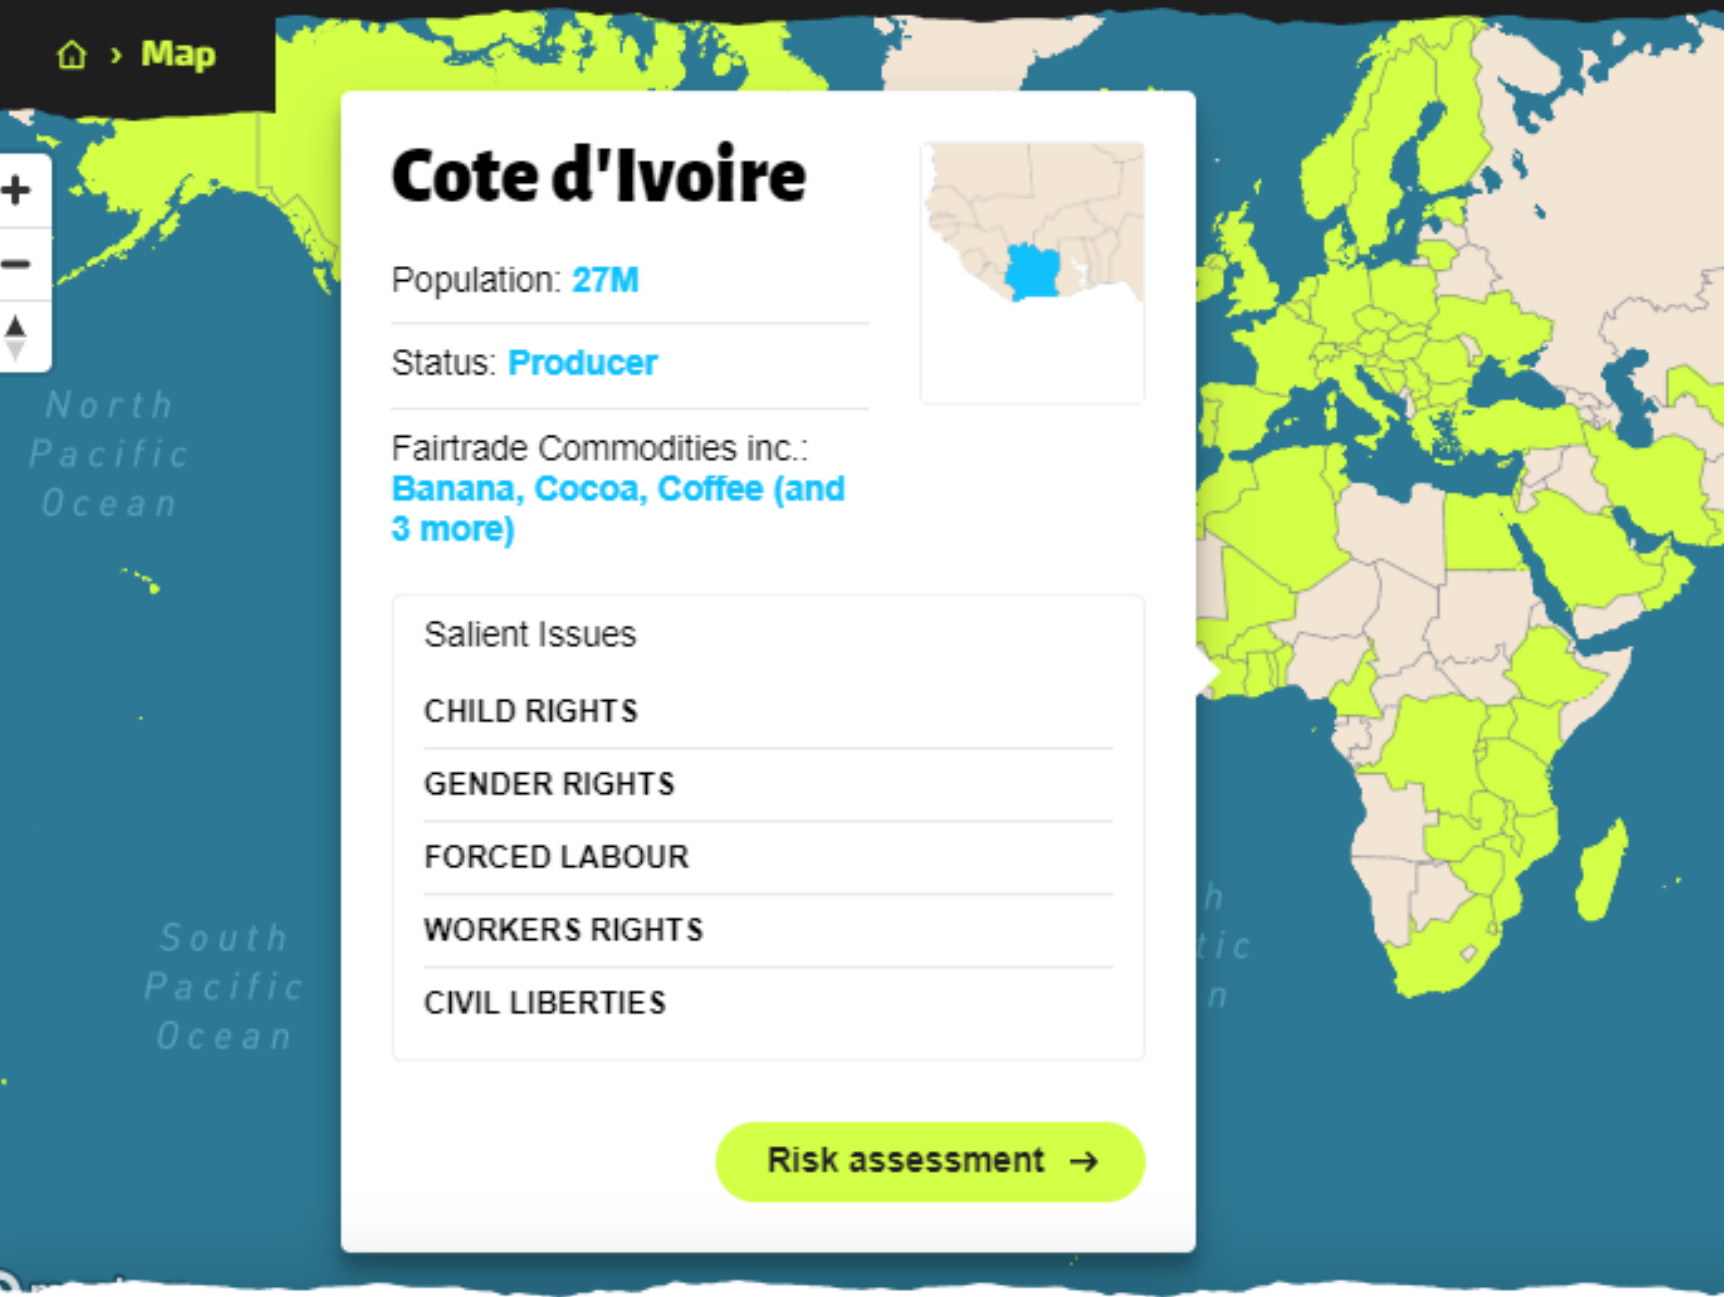 Map
Cote d'Ivoire
Population: 27M
Status: Producer
Fairtrade Commodities inc.:
Banana, Cocoa, Coffee (and
3 more)
Salient Issues
CHILD RIGHTS
GENDER RIGHTS
FORCED LABOUR
WORKERS RIGHTS
CIVIL LIBERTIES
Risk assessment →
North
Pacific
Ocean
South
Pacific
Ocean
h
tic
n